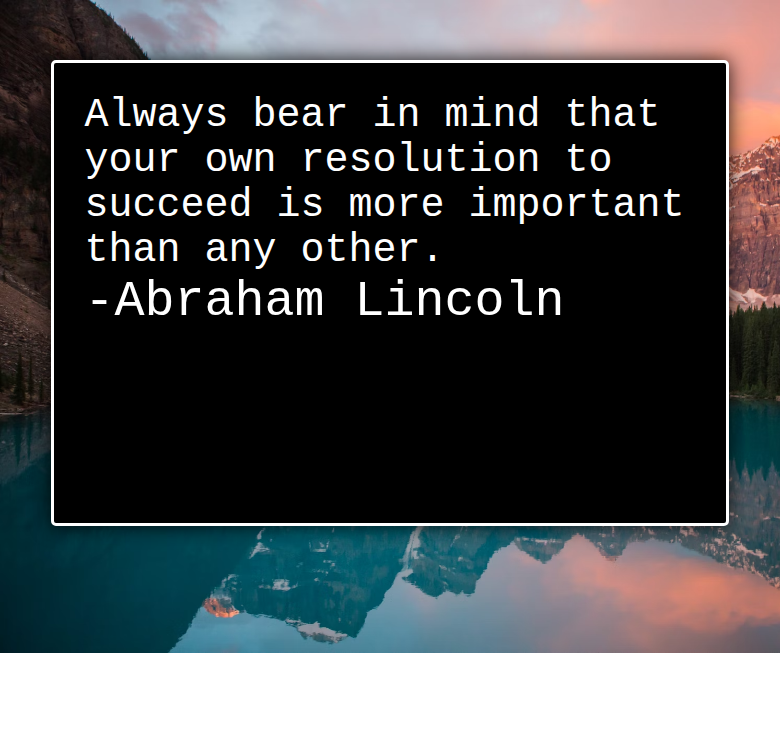 Always bear in mind that
your own resolution to
succeed is more important
than any other.
-Abraham Lincoln